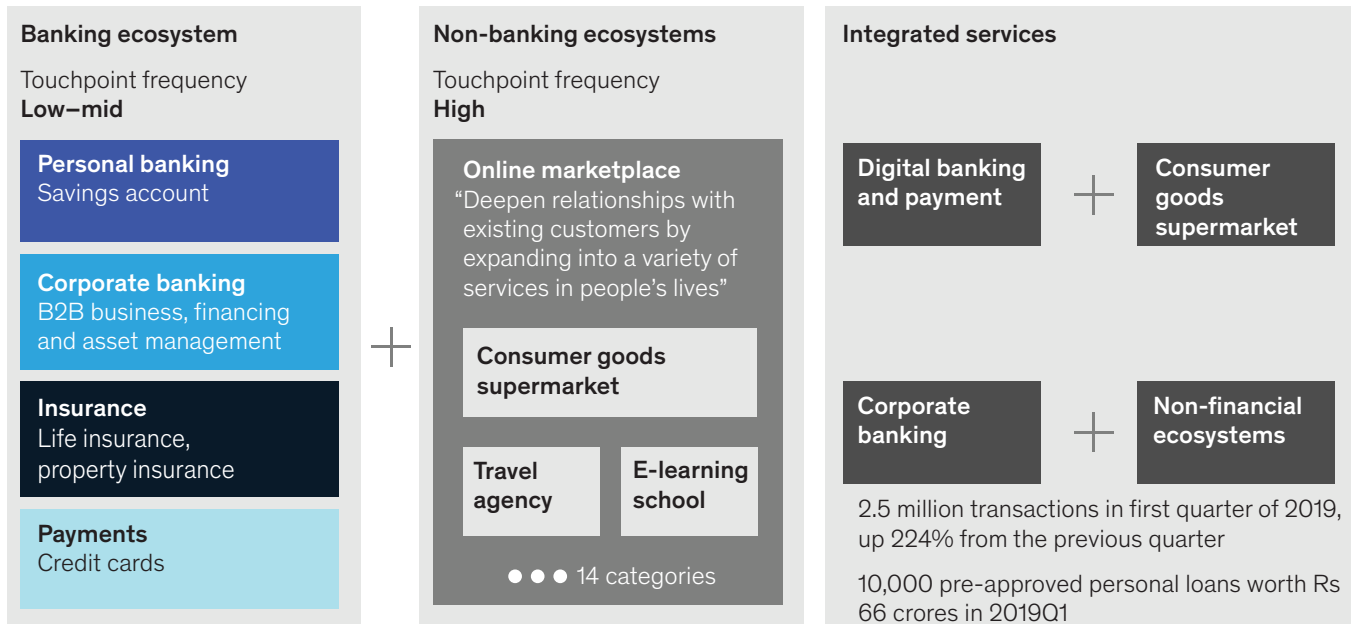 Banking ecosystem
Touchpoint frequency
Low–mid
Personal banking
Savings account
Corporate banking
B2B business, financing
and asset management
Insurance
Life insurance,
property insurance
Payments
Credit cards
Non-banking ecosystems
Touchpoint frequency
High
Online marketplace
“Deepen relationships with
existing customers by
expanding into a variety of
services in people’s lives”
Consumer goods
supermarket
Travel
agency
E-learning
school
14 categories
Integrated services
Digital banking
and payment
Consumer
goods
supermarket
Corporate
banking
Non-financial
ecosystems
2.5 million transactions in first quarter of 2019,
up 224% from the previous quarter
10,000 pre-approved personal loans worth Rs
66 crores in 2019Q1